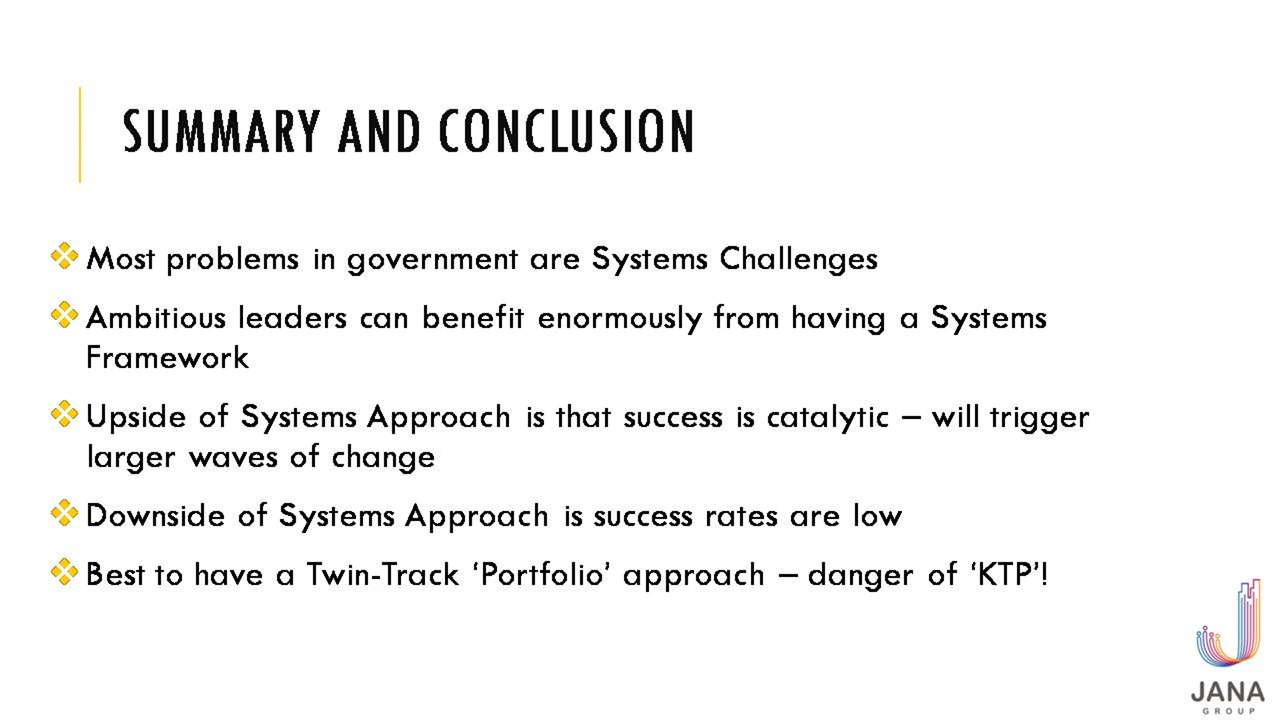 SUMMARY AND CONCLUSION
Most problems in government are Systems Challenges
Ambitious leaders can benefit enormously from having a Systems
Framework
Upside of Systems Approach is that success is catalytic – will trigger
larger waves of change
Downside of Systems Approach is success rates are low
Best to have a Twin-Track ‘Portfolio’ approach – danger of ‘KTP’!
JANA
GROUP